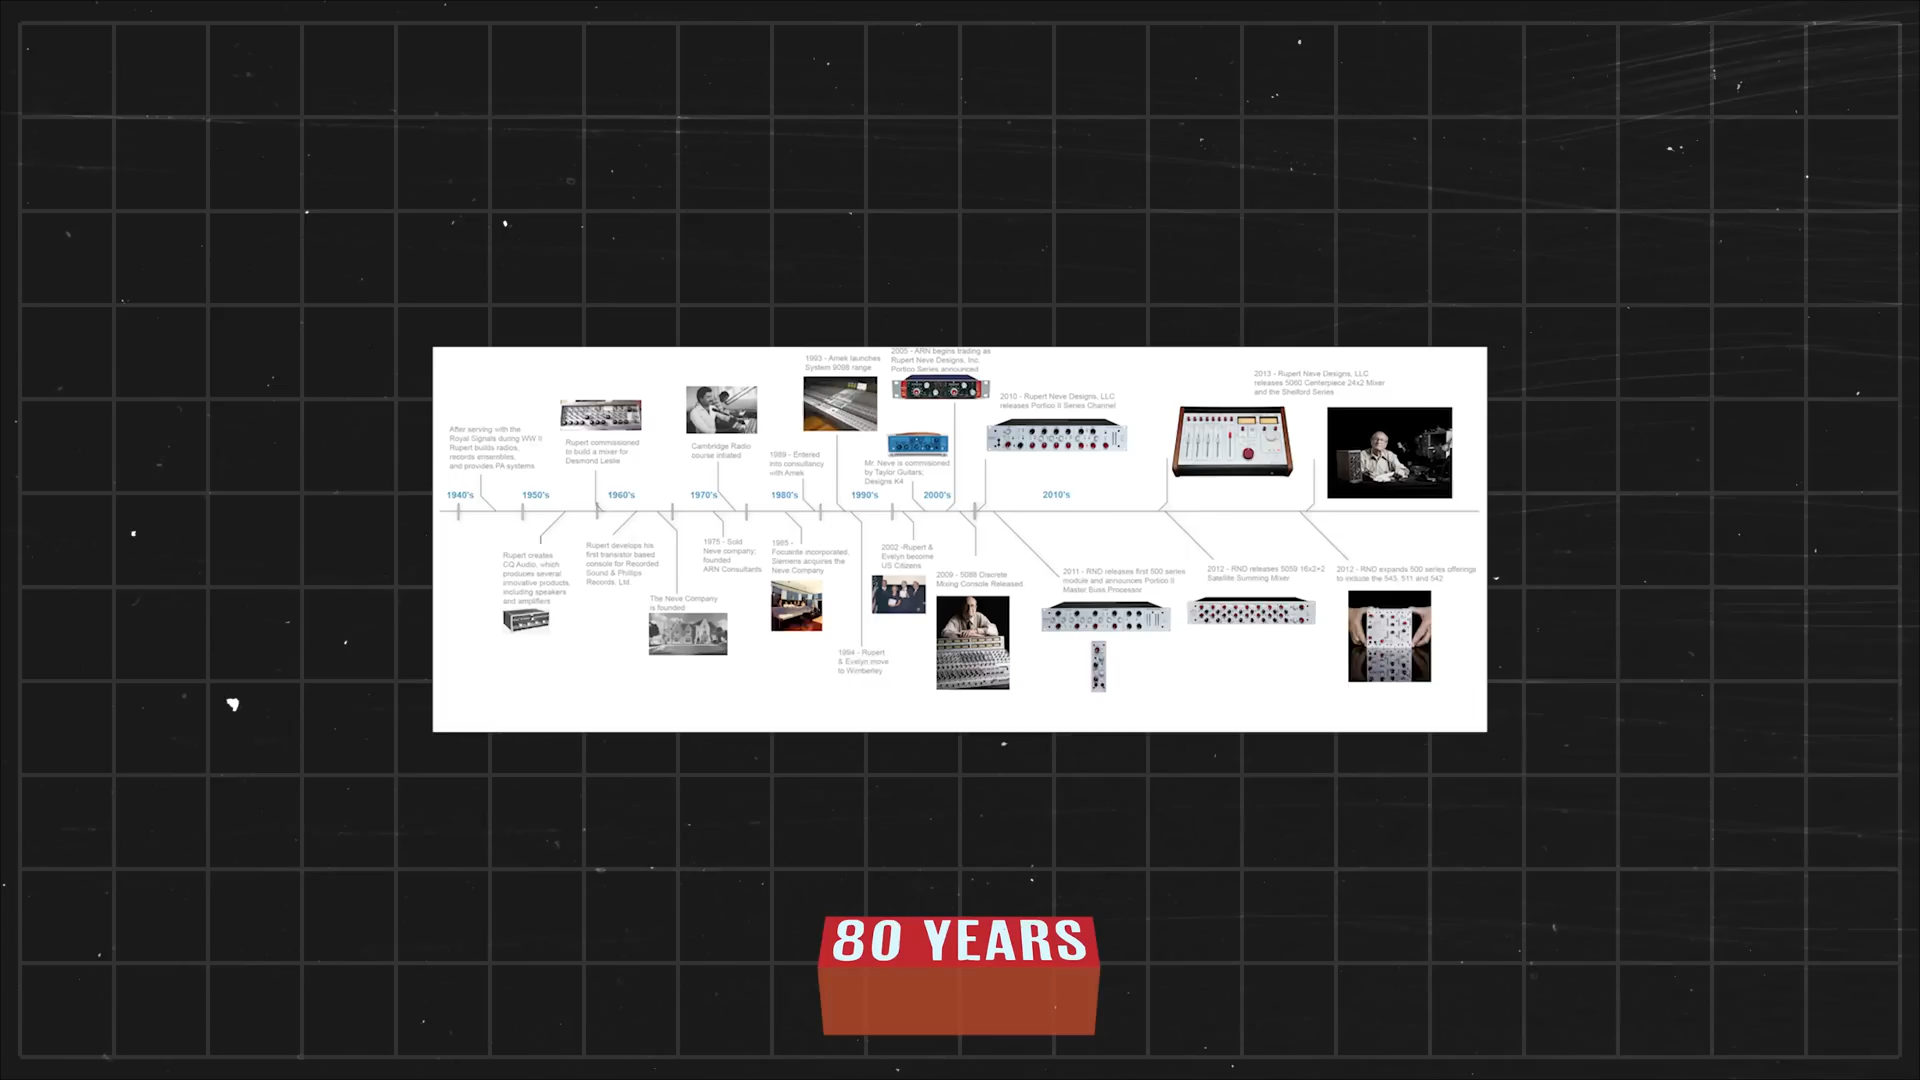 1993 - Amek launches
System 9098 range
2005 - ARN begins trading as
Rupert Neve Designs, Inc.
Portico Series announced
2010 - Rupert Neve Designs, LLC
releases Portico II Series Channel
2013 - Rupert Neve Designs, LLC
releases 5060 Centerpiece 24x2 Mixer
and the Shelford Series
After serving with the
Royal Signals during WW II
Rupert builds radios,
records ensembles,
and provides PA systems
Rupert commissioned
to build a mixer for
Desmond Leslie
Cambridge Radio
course initiated
1989 - Entered
into consultancy
with Amek
Mr. Neve is commisioned
by Taylor Guitars,
Designs K4
1940's
1950's
1960's
1970's
1980's
1990's
2000's
2010's
Rupert creates
CQ Audio, which
produces several
innovative products,
including speakers
and amplifiers
Rupert develops his
first transistor based
console for Recorded
Sound & Phillips
Records, Ltd.
The Neve Company
is founded
1975 - Sold
Neve company;
founded
ARN Consultants
1985 -
Focusrite incorporated,
Siemens acquires the
Neve Company
1994 - Rupert
& Evelyn move
to Wimberley
2002 -Rupert &
Evelyn become
US Citizens
2009 - 5088 Discrete
Mixing Console Released
2011 - RND releases first 500 series
module and announces Portico II
Master Buss Processor
2012 - RND releases 5059 16x2+2
Satellite Summing Mixer
2012 - RND expands 500 series offerings
to include the 543, 511 and 542
80 YEARS